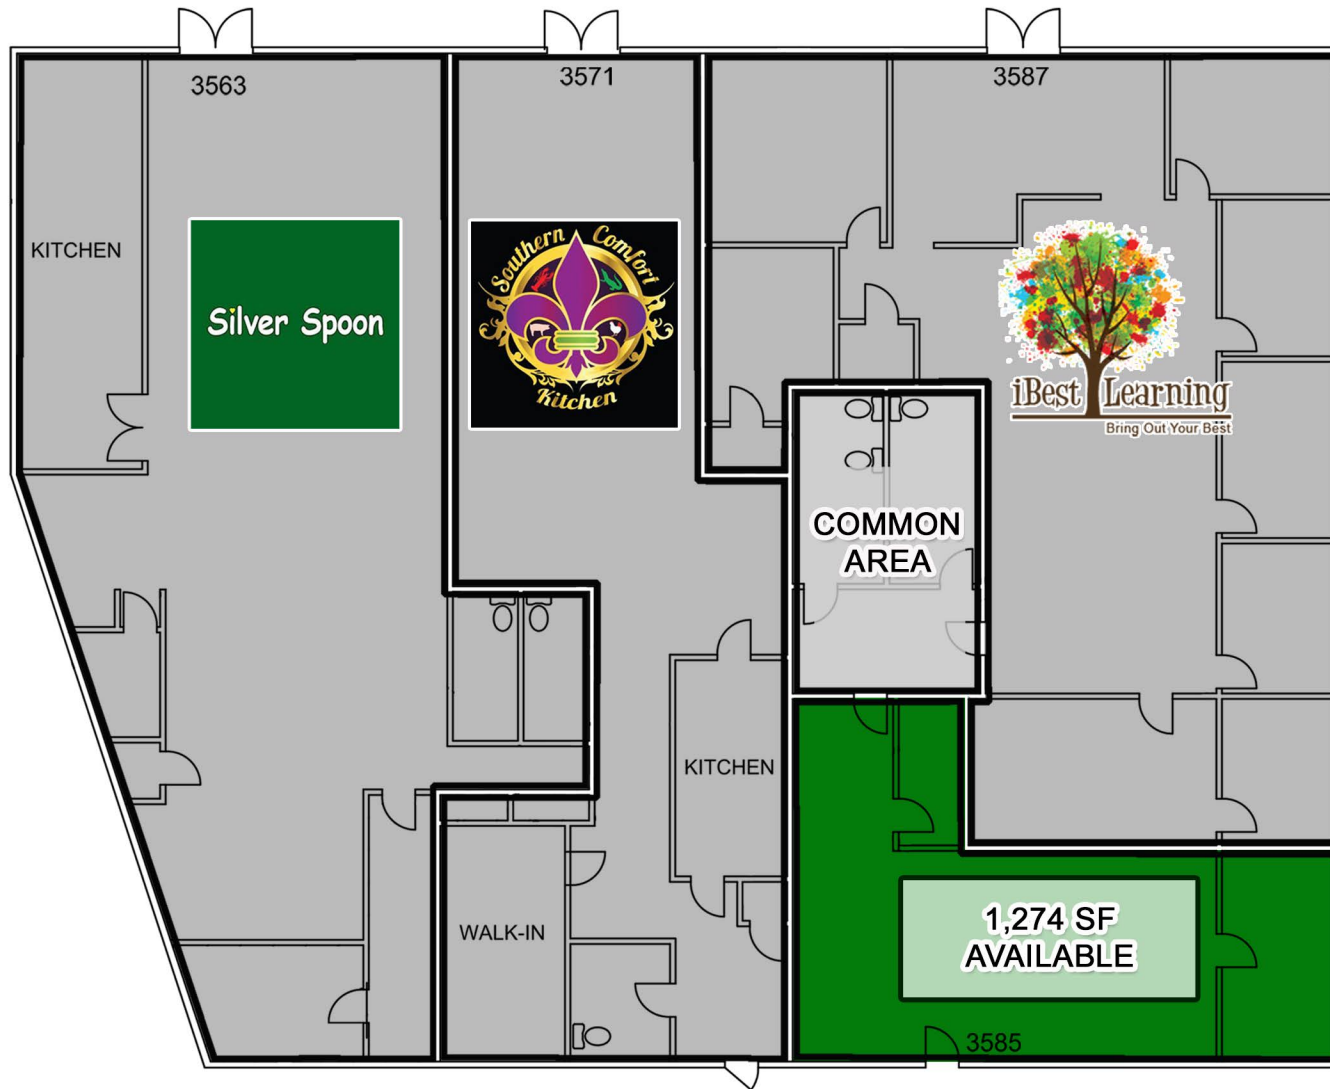 3563
3571
3587
KITCHEN
Silver Spoon
Southern Comfort
Kitchen
iBest Learning
Bring Out Your Best
COMMON
AREA
KITCHEN
WALK-IN
1,274 SF
AVAILABLE
3585